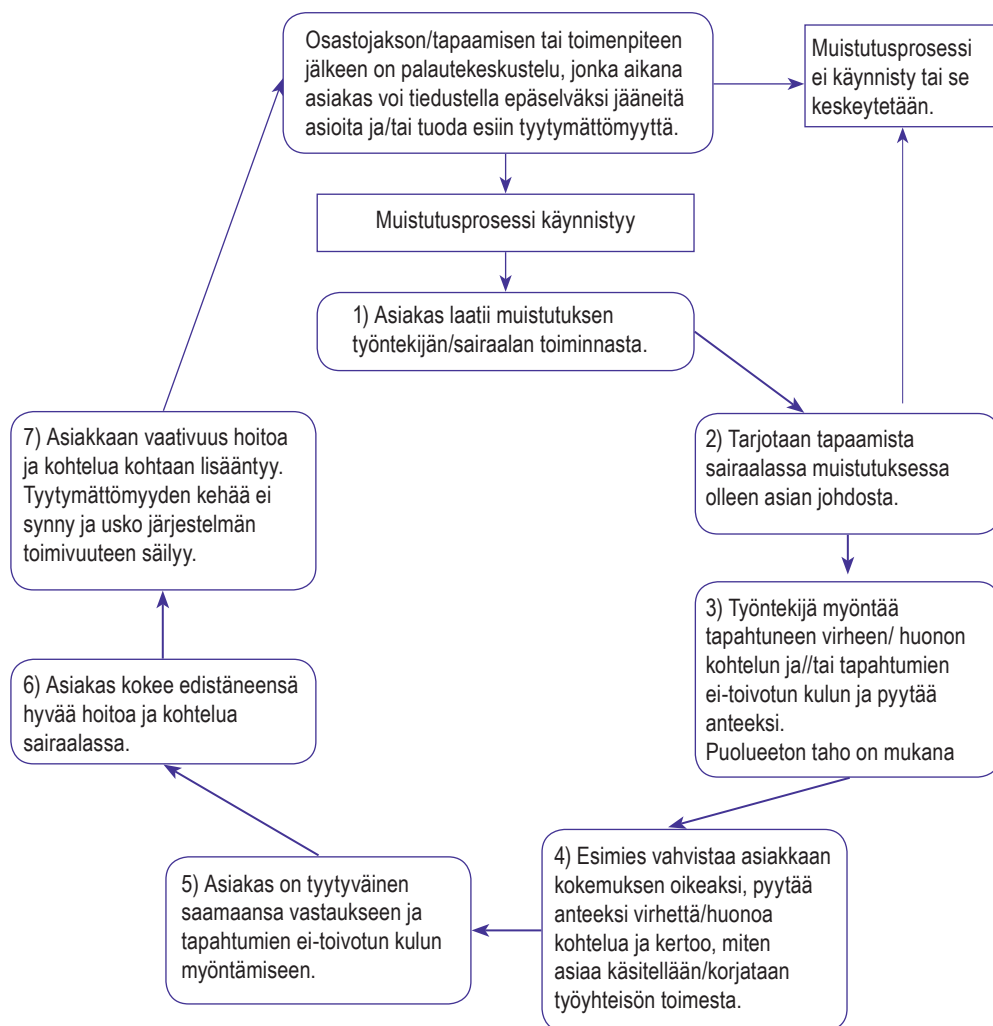 Osastojakson/tapaamisen tai toimenpiteen
jälkeen on palautekeskustelu, jonka aikana
asiakas voi tiedustella epäselväksi jääneitä
asioita ja/tai tuoda esiin tyytymättömyyttä.
Muistutusprosessi
ei käynnisty tai se
keskeytetään.
Muistutusprosessi käynnistyy
1) Asiakas laatii muistutuksen
työntekijän/sairaalan toiminnasta.
2) Tarjotaan tapaamista
sairaalassa muistutuksessa
olleen asian johdosta.
3) Työntekijä myöntää
tapahtuneen virheen/ huonon
kohtelun ja//tai tapahtumien
ei-toivotun kulun ja pyytää
anteeksi.
Puolueeton taho on mukana
4) Esimies vahvistaa asiakkaan
kokemuksen oikeaksi, pyytää
anteeksi virhettä/huonoa
kohtelua ja kertoo, miten
asiaa käsitellään/korjataan
työyhteisön toimesta.
5) Asiakas on tyytyväinen
saamaansa vastaukseen ja
tapahtumien ei-toivotun kulun
myöntämiseen.
6) Asiakas kokee edistäneensä
hyvää hoitoa ja kohtelua
sairaalassa.
7) Asiakkaan vaativuus hoitoa
ja kohtelua kohtaan lisääntyy.
Tyytymättömyyden kehää ei
synny ja usko järjestelmän
toimivuuteen säilyy.